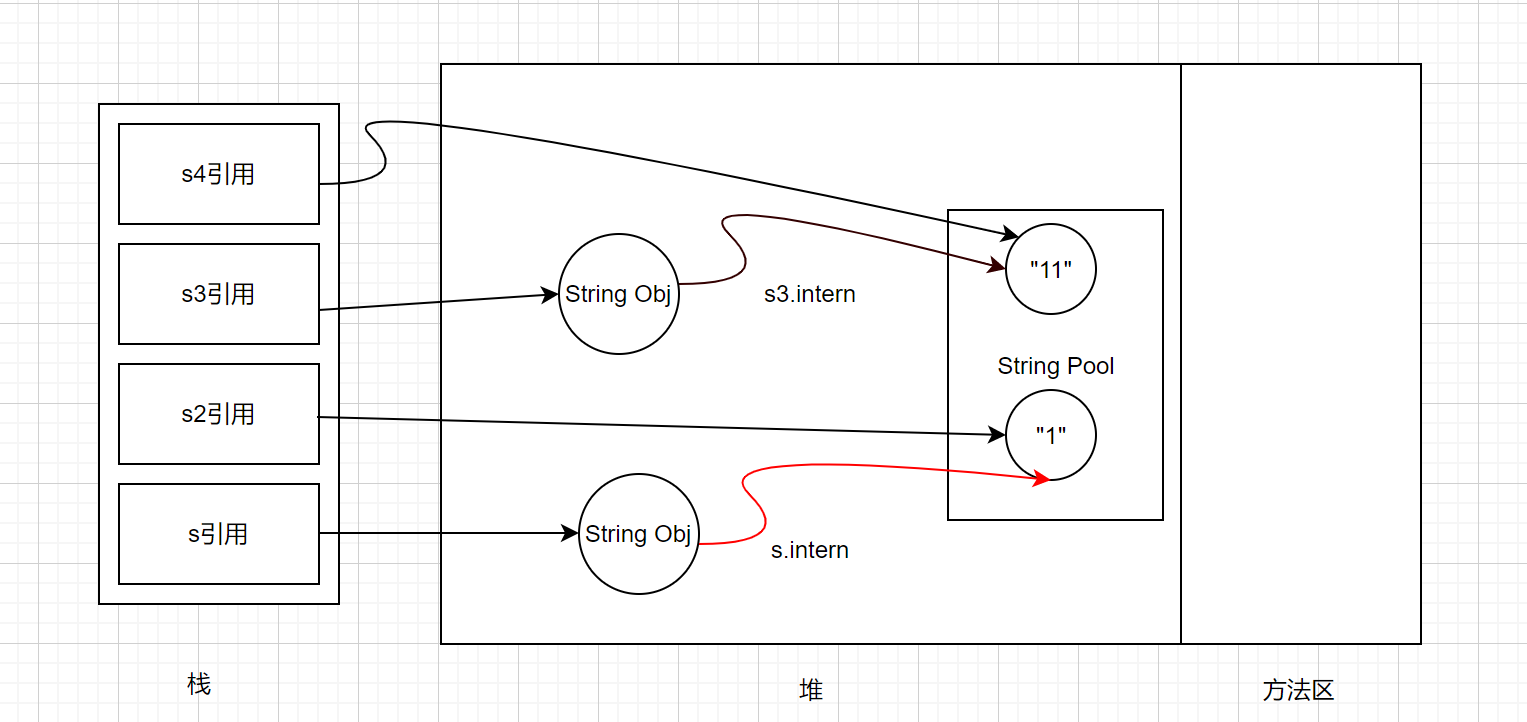 s4引用
"11"
s3引用
String Obj
s3.intern
String Pool
s2引用
"1"
s引用
String Obj
s.intern
栈
堆
方法区